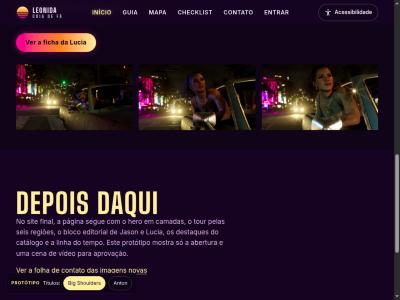 LEONIDA
GUIA DE FÃ
INÍCIO
GUIA
MAPA
CHECKLIST
CONTATO
ENTRAR
Acessibilidade
Ver a ficha da Lucia
DEPOIS DAQUI
No site final, a página segue com o hero em camadas, o tour pelas
seis regiões, o bloco editorial de Jason e Lucia, os destaques do
catálogo e a linha do tempo. Este protótipo mostra só a abertura e
uma cena de vídeo para aprovação.
Ver a folha de contato das imagens novas
PROTÓTIPO
Títulos:
Big Shoulders
Anton